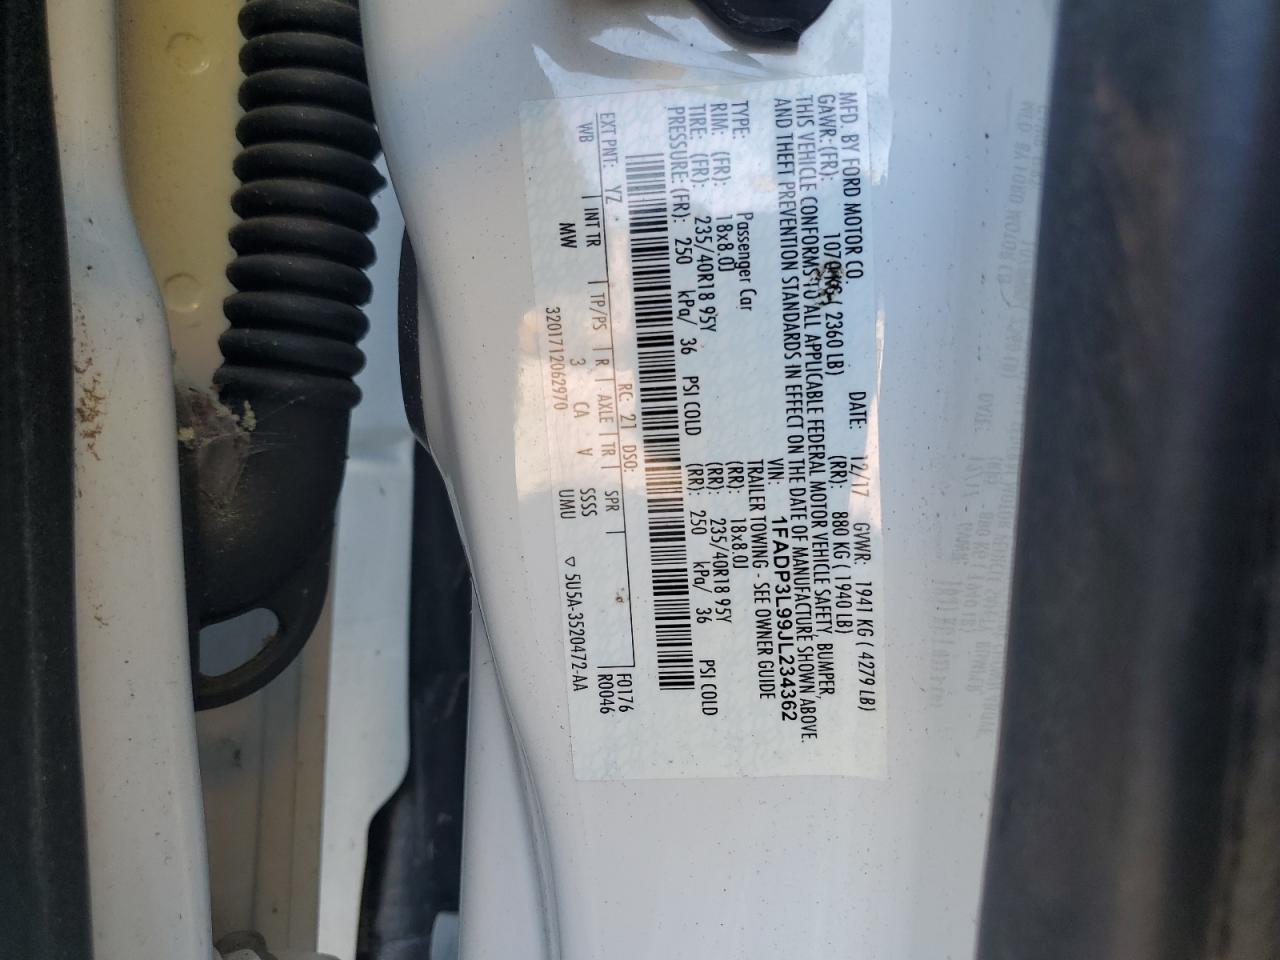 MFD. BY FORD MOTOR CO.
DATE: 12/17 GVWR: 1941 KG ( 4279 LB)
GAWR: (FR): ( 2360 LB) (RR): 880 KG ( 1940 LB)
THIS VEHICLE CONFORMS TO ALL APPLICABLE FEDERAL MOTOR VEHICLE SAFETY, BUMPER,
AND THEFT PREVENTION STANDARDS IN EFFECT ON THE DATE OF MANUFACTURE SHOWN ABOVE.
VIN: 1FADP3L99JL234362
TYPE: Passenger Car TRAILER TOWING - SEE OWNER GUIDE
RIM: (FR): 18x8.0J (RR): 18x8.0J
TIRE: (FR): 235/40R18 95Y (RR): 235/40R18 95Y
PRESSURE: (FR): 250 kPa/ 36 PSI COLD (RR): 250 kPa/ 36 PSI COLD
RC: 21 DSO: F0176
EXT PNT: YZ R0046
WB INT TR TP/PS R AXLE TR SPR
MW 3 CA V SSSS
3201712062970 UMU ▽ 5U5A-3520472-AA